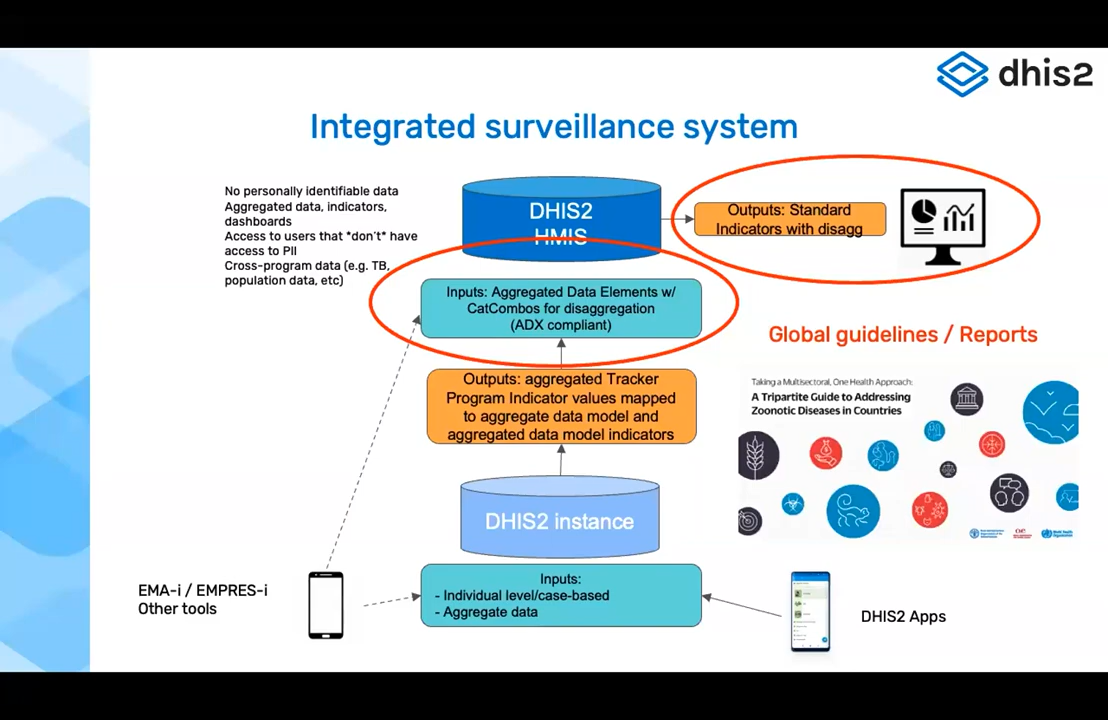 dhis2
Integrated surveillance system
No personally identifiable data
Aggregated data, indicators,
dashboards
Access to users that *don't* have
access to PII
Cross-program data (e.g. TB,
population data, etc)
DHIS2
HMIS
Outputs: Standard
Indicators with disagg
Inputs: Aggregated Data Elements w/
CatCombos for disaggregation
(ADX compliant)
Global guidelines / Reports
Outputs: aggregated Tracker
Program Indicator values mapped
to aggregate data model and
aggregated data model indicators
Taking a Multisectoral, One Health Approach:
A Tripartite Guide to Addressing
Zoonotic Diseases in Countries
DHIS2 instance
EMA-i / EMPRES-i
Other tools
Inputs:
- Individual level/case-based
- Aggregate data
DHIS2 Apps